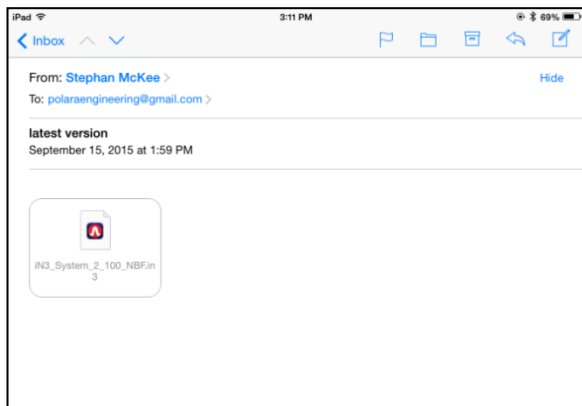 iPad 3:11 PM 69%
Inbox
From: Stephan McKee Hide
To: polaraengineering@gmail.com
latest version
September 15, 2015 at 1:59 PM
iN3_System_2_100_NBF.in
3